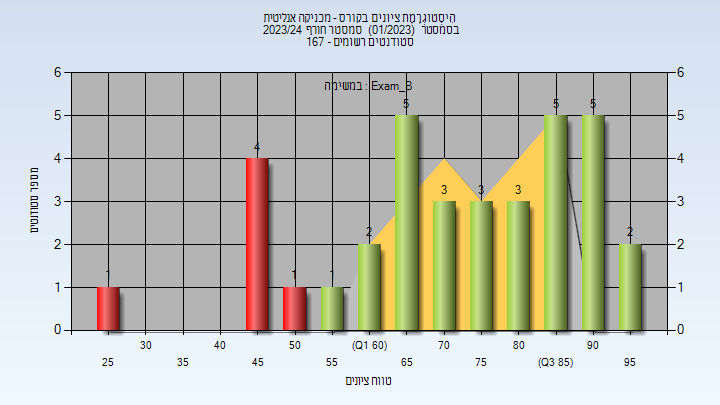 היסטוגרמת ציונים בקורס - מכניקה אנליטית
בסמסטר (01/2023) סמסטר חורף 2023/24
סטודנטים רשומים - 167
במשימה : Exam_B
מספר סטודנטים
6 6
5 5
4 4
3 3
2 2
1 1
0 0
1 4 1 1 2 5 3 3 3 5 5 2
30 40 50 (Q1 60) 70 80 90
25 35 45 55 65 75 (Q3 85) 95
טווח ציונים